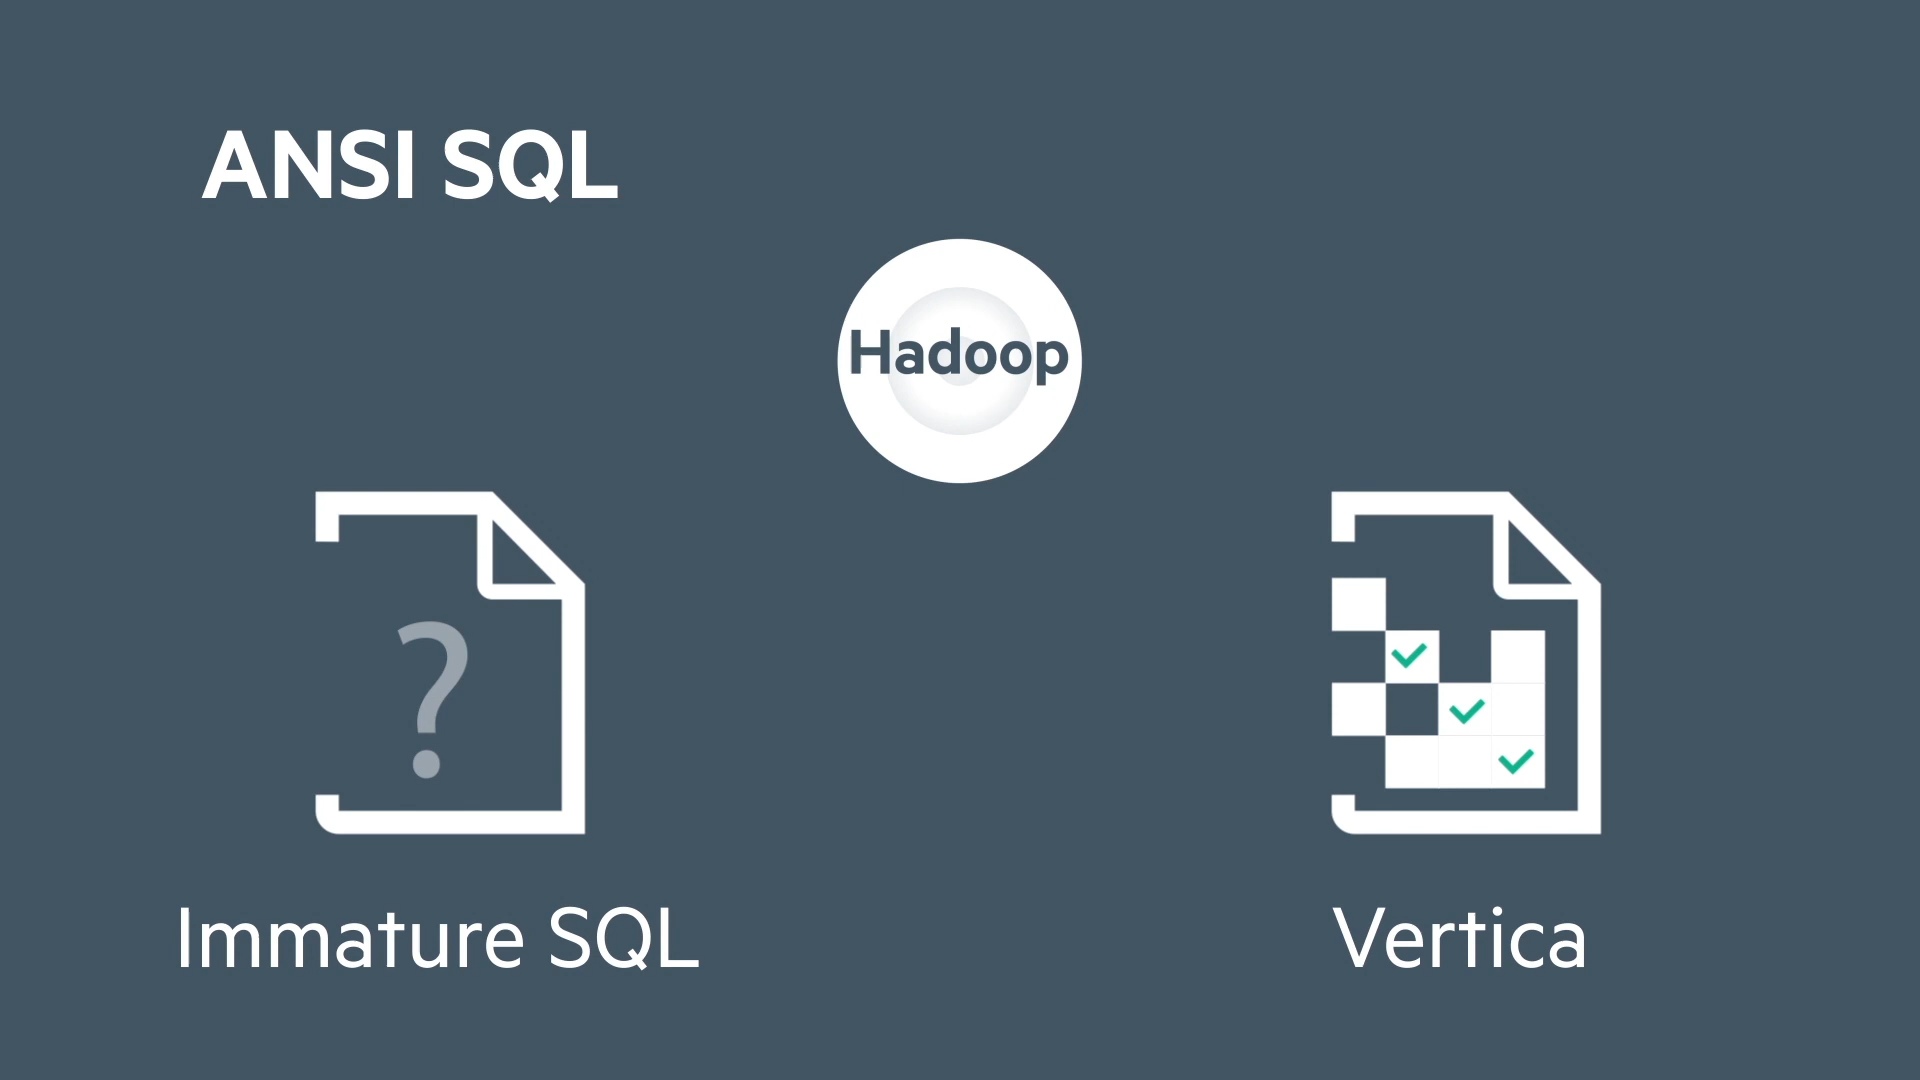 ANSI SQL
Hadoop
?
Immature SQL
Vertica